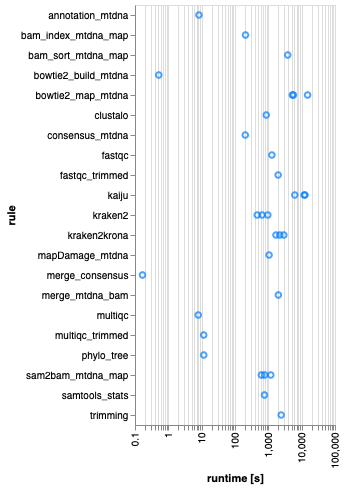 rule
annotation_mtdna
bam_index_mtdna_map
bam_sort_mtdna_map
bowtie2_build_mtdna
bowtie2_map_mtdna
clustalo
consensus_mtdna
fastqc
fastqc_trimmed
kaiju
kraken2
kraken2krona
mapDamage_mtdna
merge_consensus
merge_mtdna_bam
multiqc
multiqc_trimmed
phylo_tree
sam2bam_mtdna_map
samtools_stats
trimming
0.1
1
10
100
1,000
10,000
100,000
runtime [s]